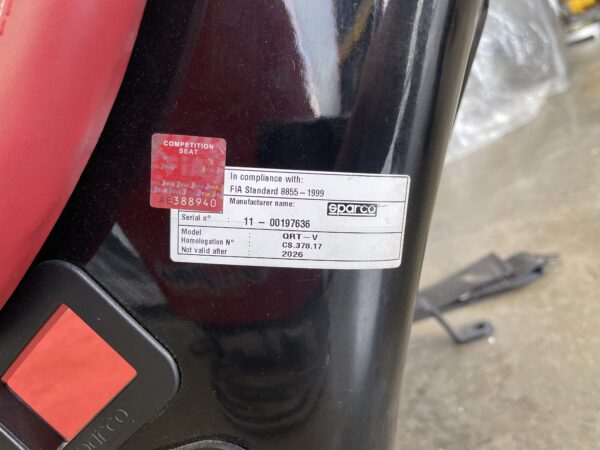 COMPETITION
SEAT
388940
In compliance with:
FIA Standard 8855-1999
Manufacturer name: sparco
Serial n° : 11-00197636
Model : QRT-V
Homologation N° : CS.378.17
Not valid after : 2026